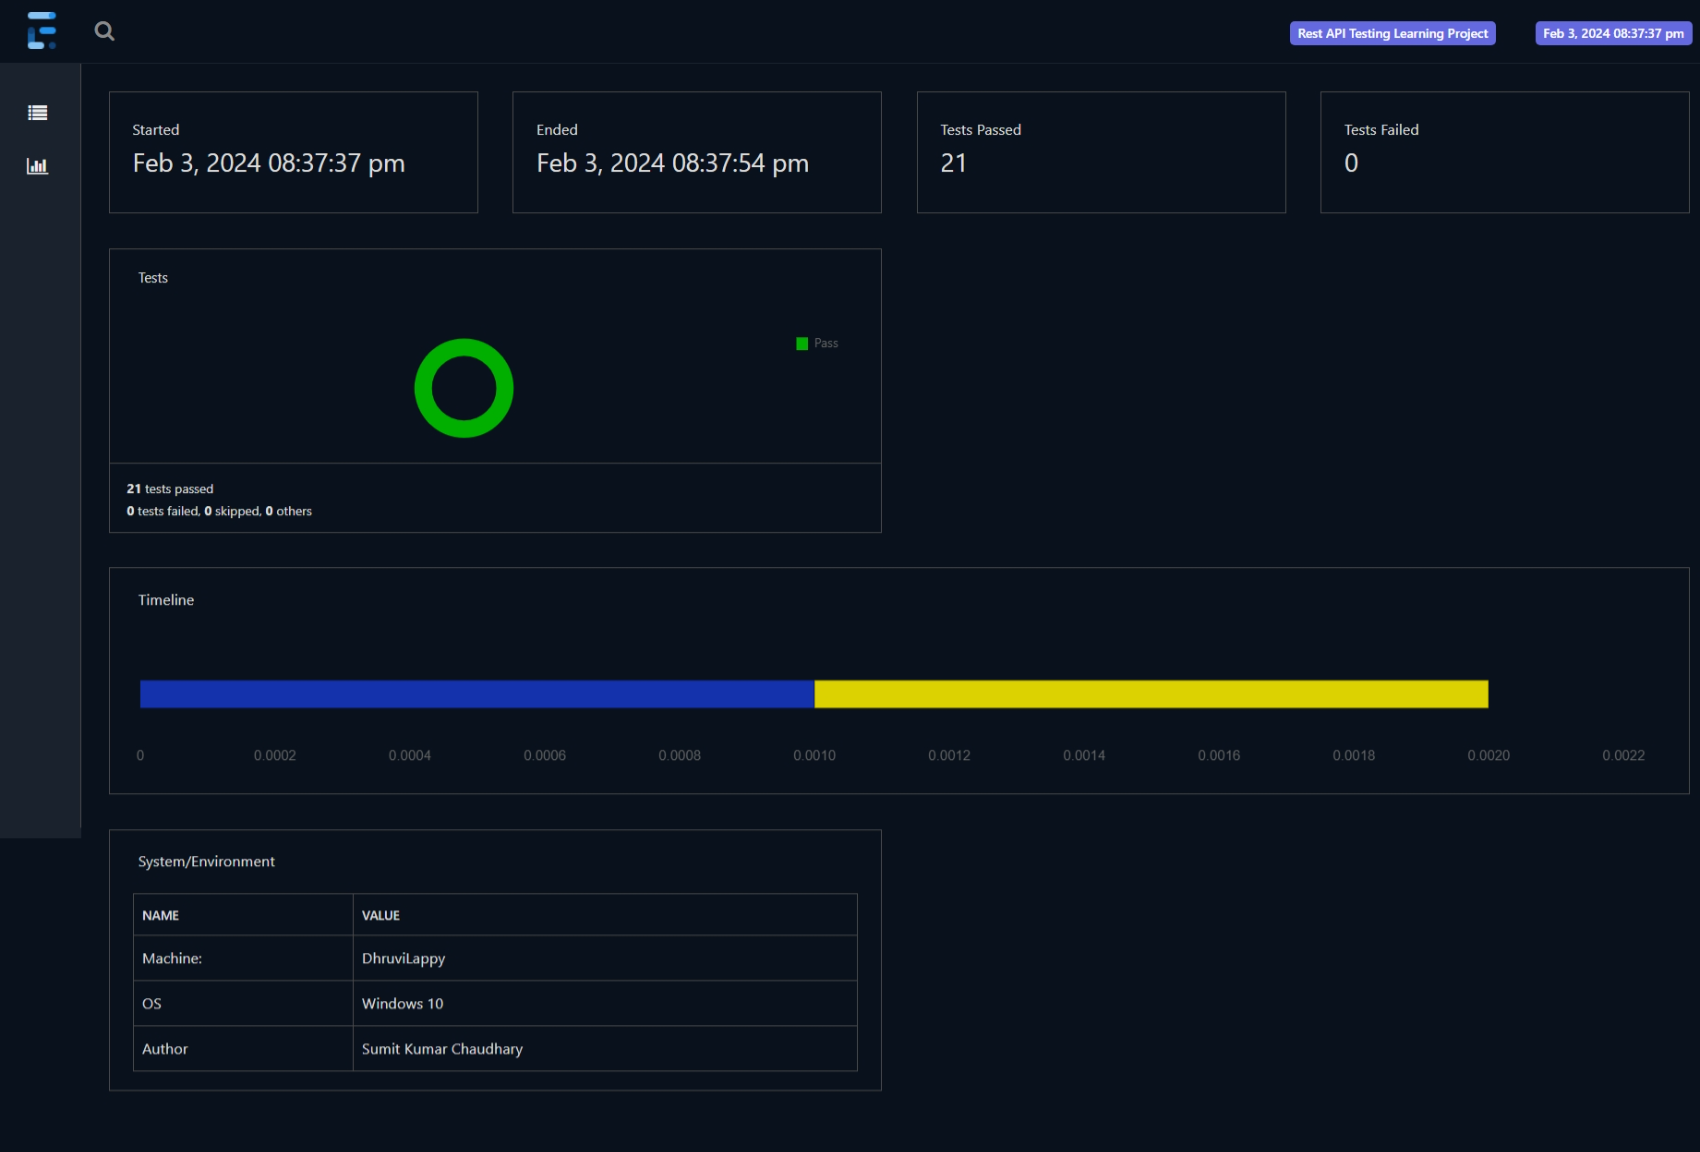 Rest API Testing Learning Project
Feb 3, 2024 08:37:37 pm
Started
Feb 3, 2024 08:37:37 pm
Ended
Feb 3, 2024 08:37:54 pm
Tests Passed
21
Tests Failed
0
Tests
Pass
21 tests passed
0 tests failed, 0 skipped, 0 others
Timeline
0 0.0002 0.0004 0.0006 0.0008 0.0010 0.0012 0.0014 0.0016 0.0018 0.0020 0.0022
System/Environment
NAME VALUE
Machine: DhruviLappy
OS Windows 10
Author Sumit Kumar Chaudhary